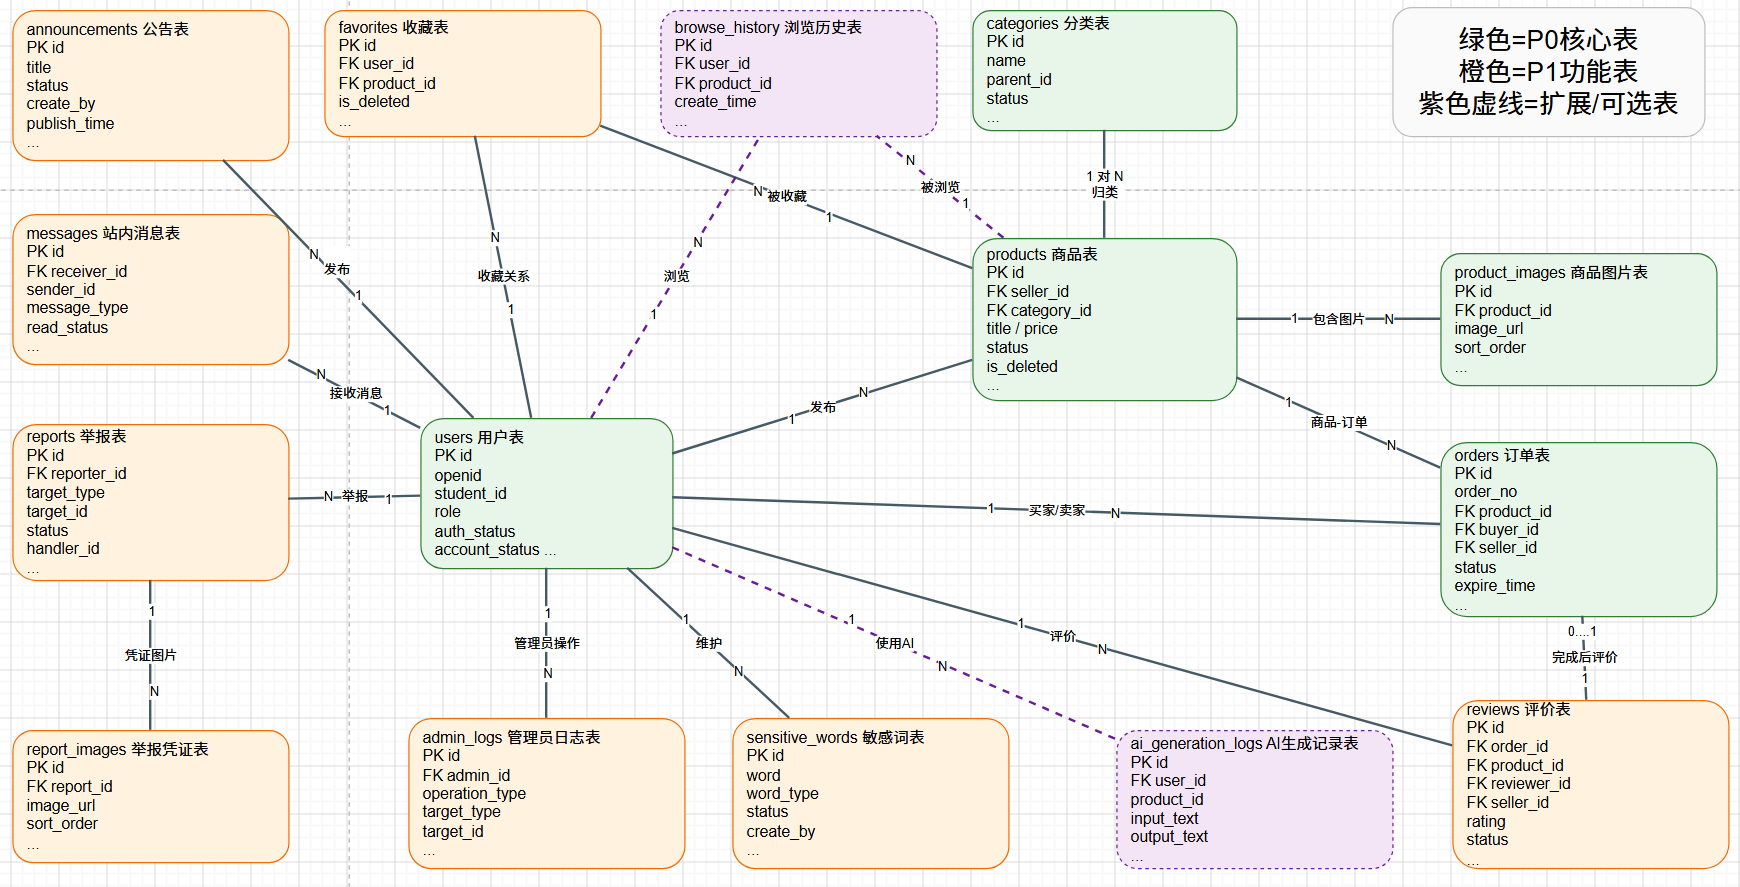 announcements 公告表
PK id
title
status
create_by
publish_time
...
favorites 收藏表
PK id
FK user_id
FK product_id
is_deleted
...
browse_history 浏览历史表
PK id
FK user_id
FK product_id
create_time
...
categories 分类表
PK id
name
parent_id
status
...
绿色=P0核心表
橙色=P1功能表
紫色虚线=扩展/可选表
messages 站内消息表
PK id
FK receiver_id
sender_id
message_type
read_status
...
N
发布
1
N
收藏关系
1
N
浏览
1
N
被收藏
1
N
被浏览
1
1 对 N
归类
products 商品表
PK id
FK seller_id
FK category_id
title / price
status
is_deleted
...
1
包含图片
N
product_images 商品图片表
PK id
FK product_id
image_url
sort_order
...
N
接收消息
1
1
发布
N
1
商品-订单
N
reports 举报表
PK id
FK reporter_id
target_type
target_id
status
handler_id
...
N
举报
1
users 用户表
PK id
openid
student_id
role
auth_status
account_status ...
1
买家/卖家
N
orders 订单表
PK id
order_no
FK product_id
FK buyer_id
FK seller_id
status
expire_time
...
1
凭证图片
N
1
管理员操作
N
1
维护
N
1
使用AI
N
1
评价
N
0....1
完成后评价
1
report_images 举报凭证表
PK id
FK report_id
image_url
sort_order
...
admin_logs 管理员日志表
PK id
FK admin_id
operation_type
target_type
target_id
...
sensitive_words 敏感词表
PK id
word
word_type
status
create_by
...
ai_generation_logs AI生成记录表
PK id
FK user_id
product_id
input_text
output_text
...
reviews 评价表
PK id
FK order_id
FK product_id
FK reviewer_id
FK seller_id
rating
status
...